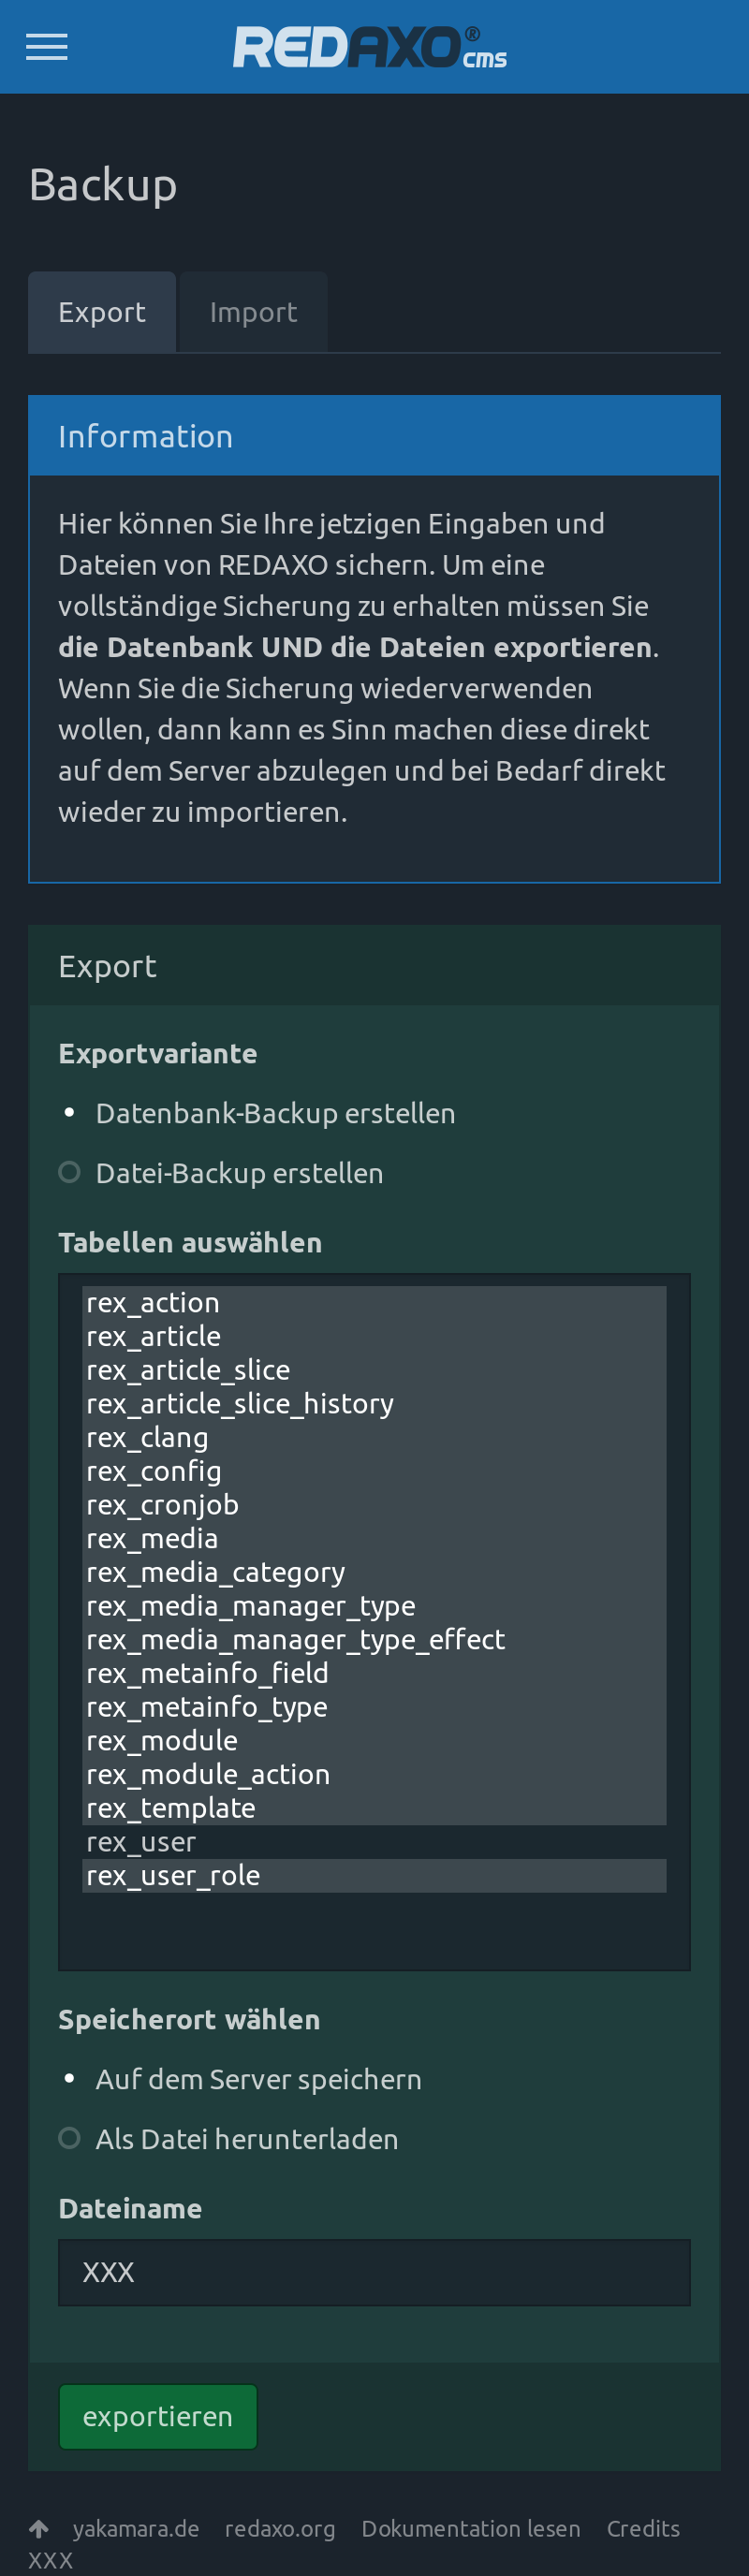 REDAXO® cms
Backup
Export Import
Information
Hier können Sie Ihre jetzigen Eingaben und
Dateien von REDAXO sichern. Um eine
vollständige Sicherung zu erhalten müssen Sie
die Datenbank UND die Dateien exportieren.
Wenn Sie die Sicherung wiederverwenden
wollen, dann kann es Sinn machen diese direkt
auf dem Server abzulegen und bei Bedarf direkt
wieder zu importieren.
Export
Exportvariante
Datenbank-Backup erstellen
Datei-Backup erstellen
Tabellen auswählen
rex_action
rex_article
rex_article_slice
rex_article_slice_history
rex_clang
rex_config
rex_cronjob
rex_media
rex_media_category
rex_media_manager_type
rex_media_manager_type_effect
rex_metainfo_field
rex_metainfo_type
rex_module
rex_module_action
rex_template
rex_user
rex_user_role
Speicherort wählen
Auf dem Server speichern
Als Datei herunterladen
Dateiname
XXX
exportieren
yakamara.de redaxo.org Dokumentation lesen Credits
XXX